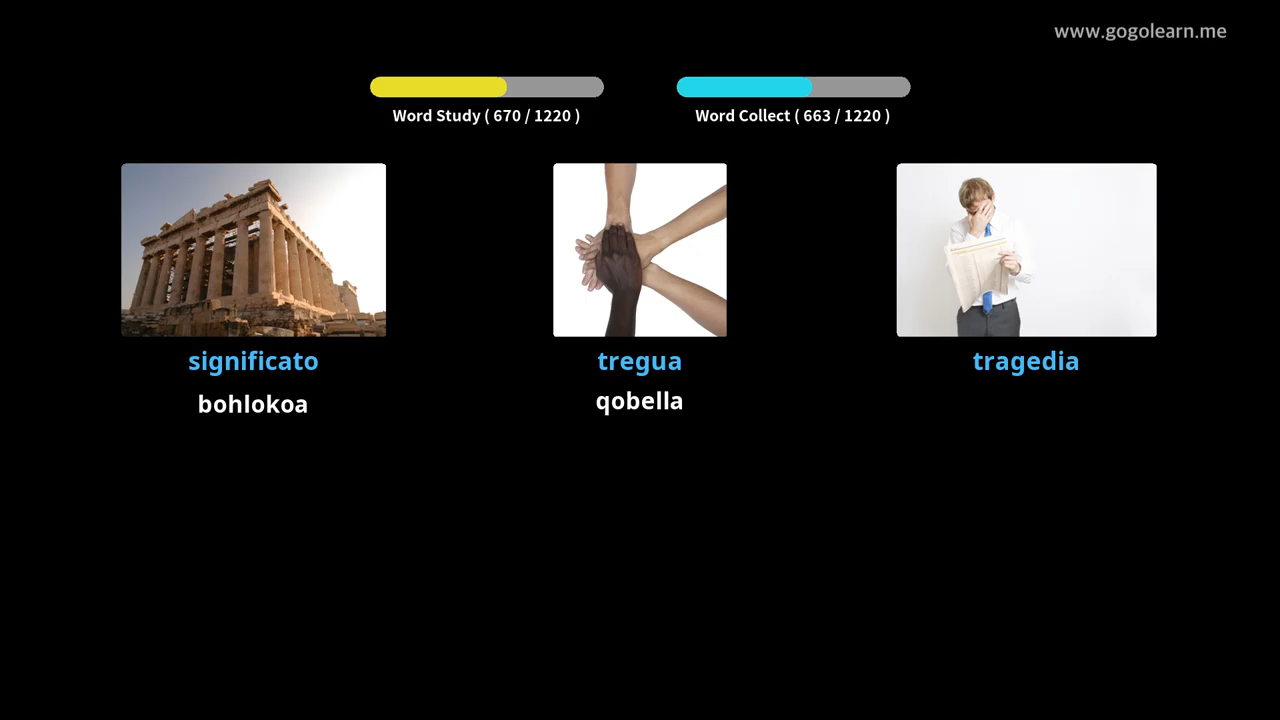 www.gogolearn.me
Word Study ( 670 / 1220 )
Word Collect ( 663 / 1220 )
significato
tregua
tragedia
bohlokoa
qobella